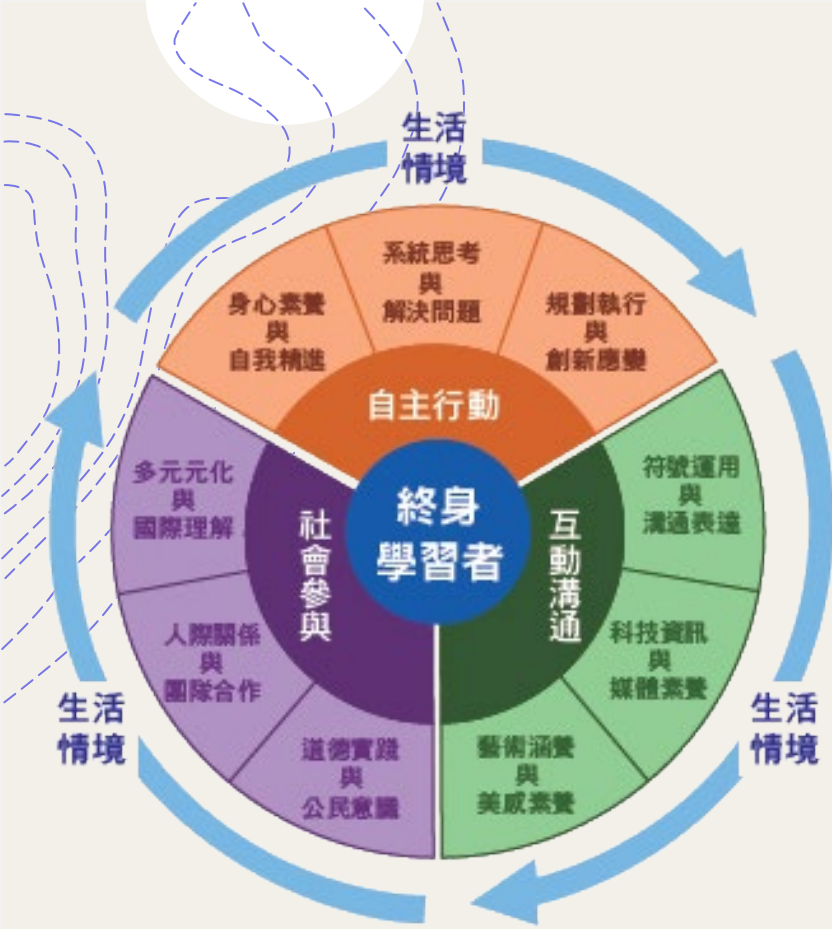 生活
情境
系統思考
與
解決問題
身心素養
與
自我精進
規劃執行
與
創新應變
自主行動
終身
學習者
社會參與
互動溝通
多元元化
與
國際理解
符號運用
與
溝通表達
人際關係
與
團隊合作
科技資訊
與
媒體素養
道德實踐
與
公民意識
藝術涵養
與
美感素養
生活
情境
生活
情境